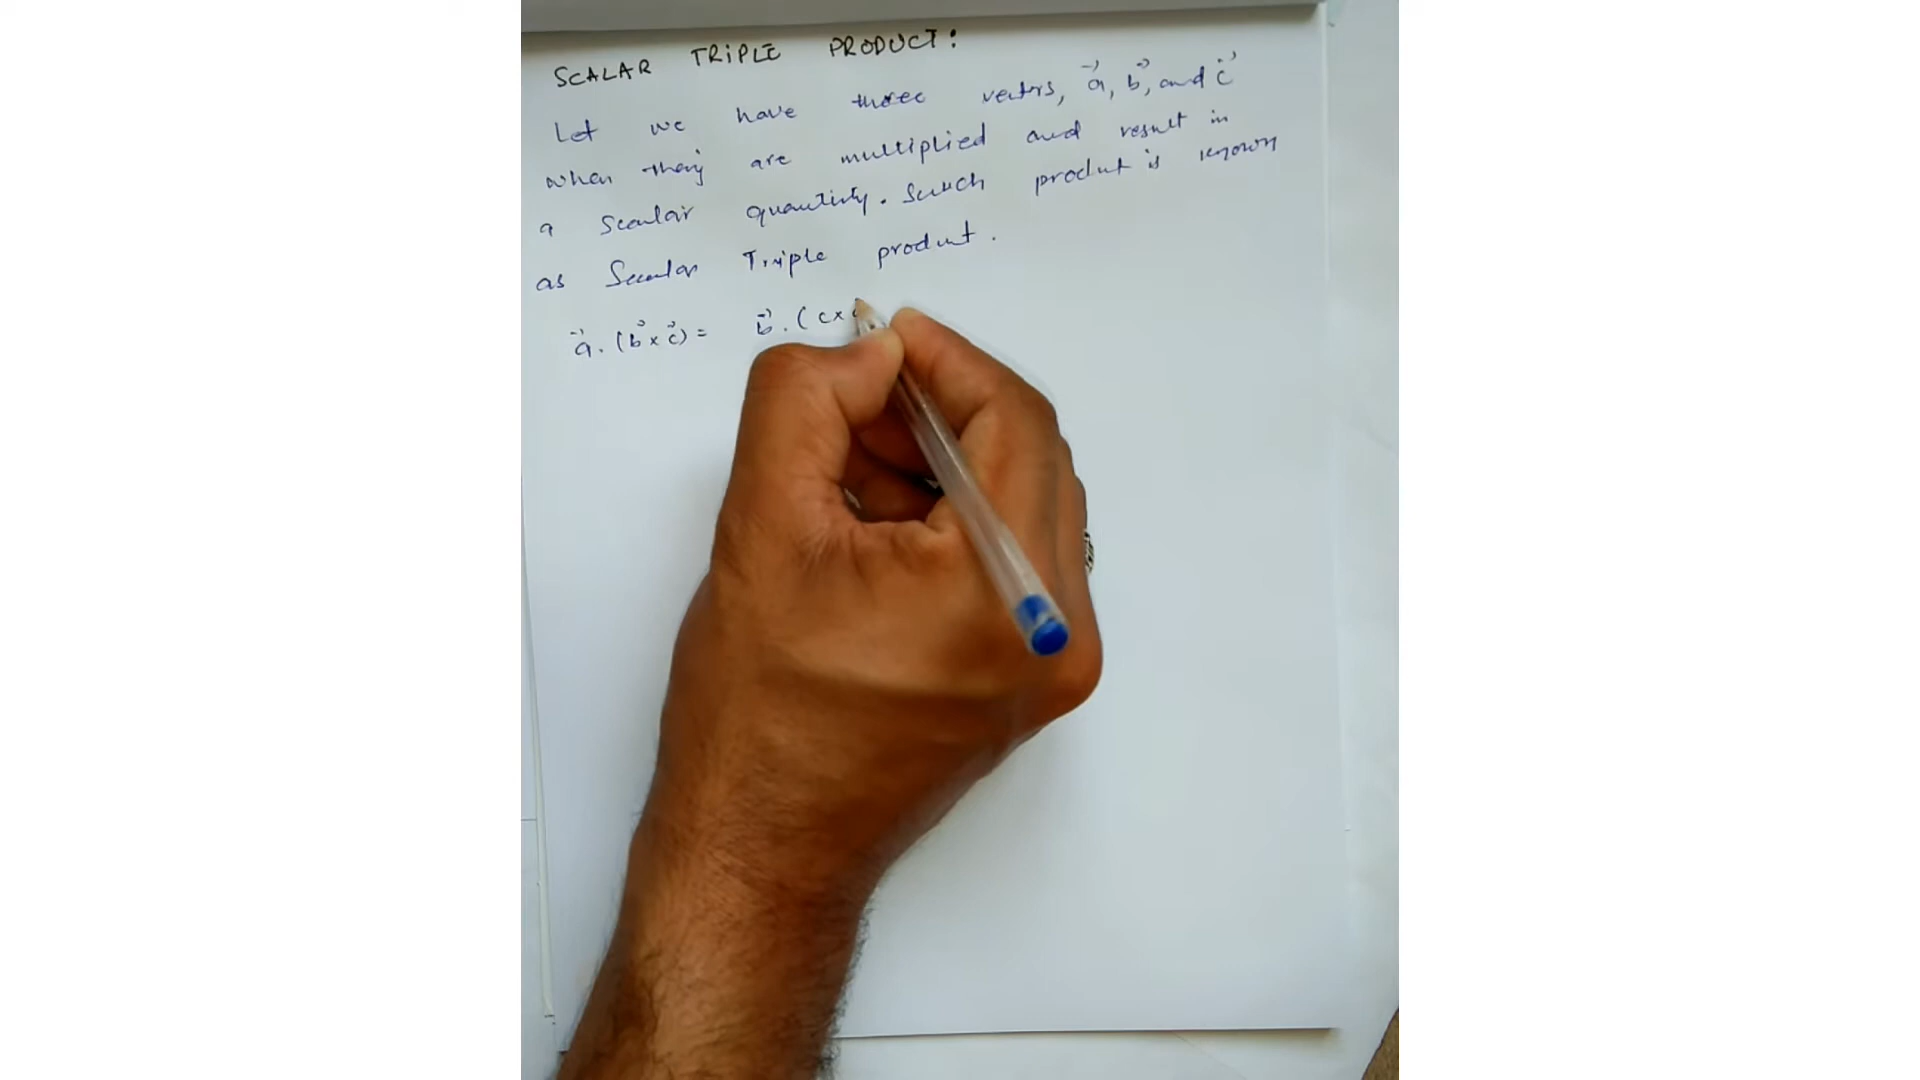 SCALAR TRIPLE PRODUCT:
Let we have three vectors, a⃗, b⃗, and c⃗
when they are multiplied and result in
a scalar quantity. Such product is known
as Scalar Triple product.
a⃗ . (b⃗ × c⃗) = b⃗ . ( c ×